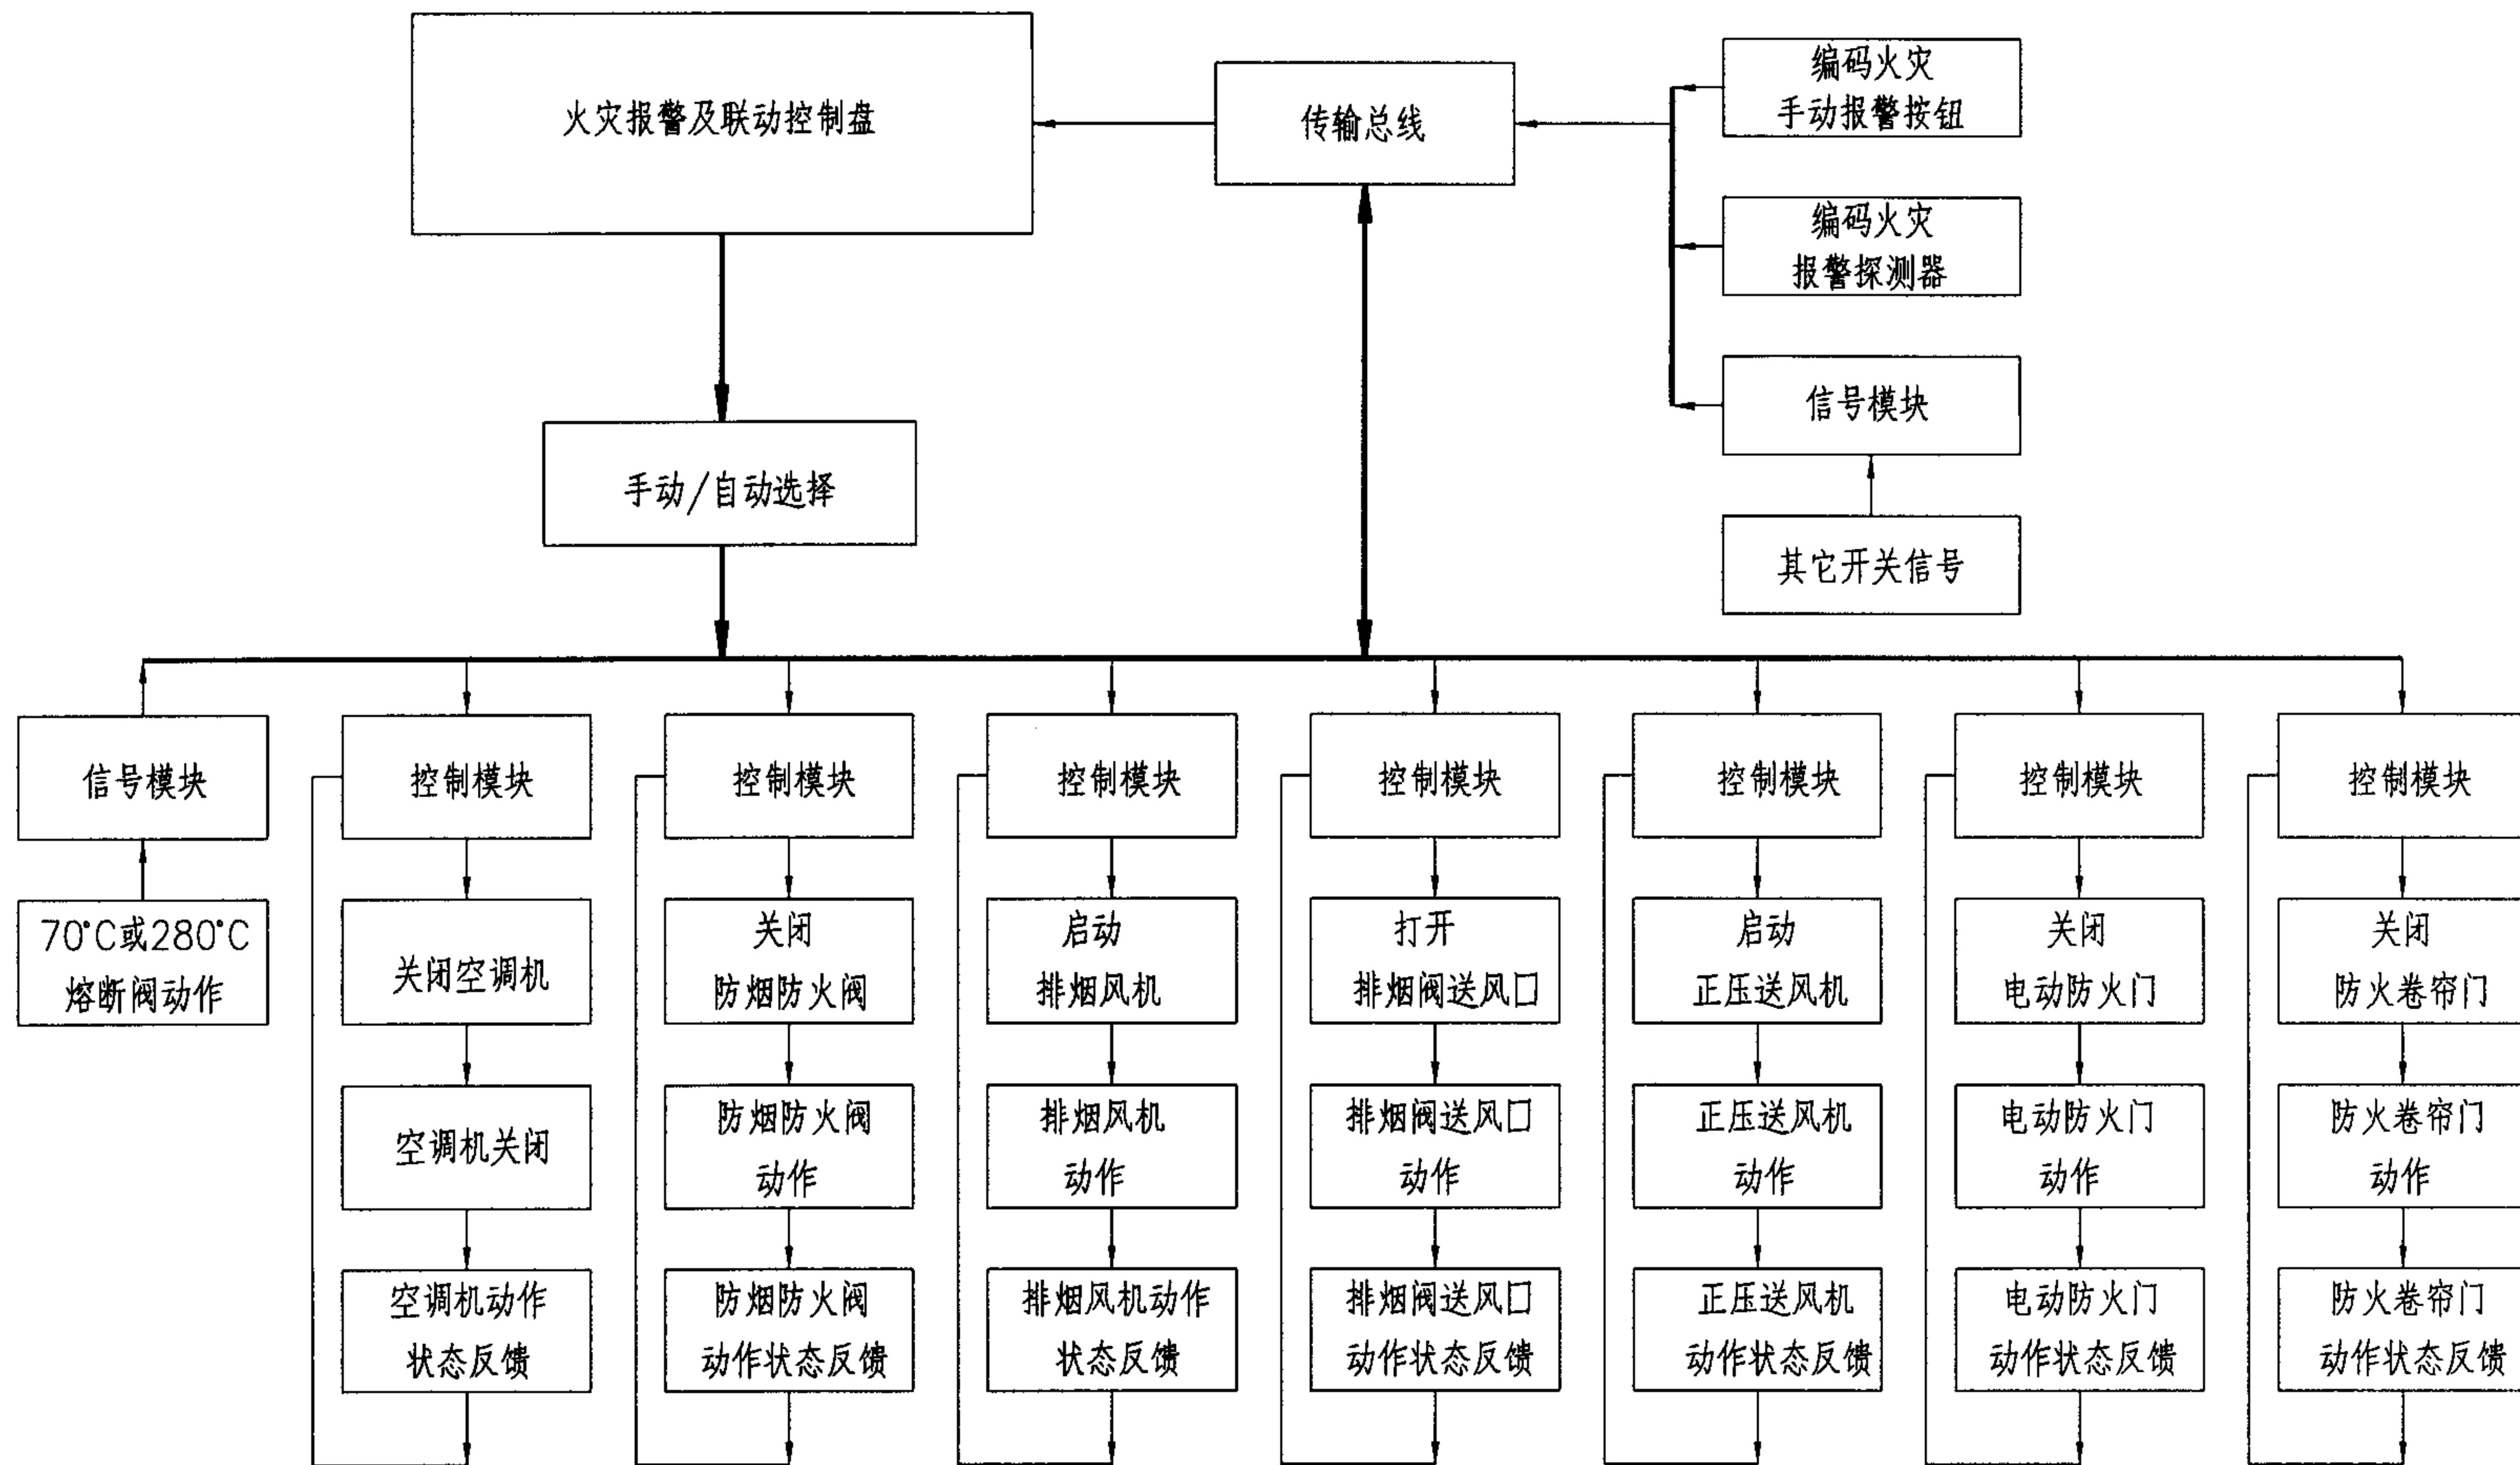 火灾报警及联动控制盘
传输总线
编码火灾
手动报警按钮
编码火灾
报警探测器
信号模块
其它开关信号
手动/自动选择
信号模块
控制模块
控制模块
控制模块
控制模块
控制模块
控制模块
控制模块
70°C或280°C
熔断阀动作
关闭空调机
关闭
防烟防火阀
启动
排烟风机
打开
排烟阀送风口
启动
正压送风机
关闭
电动防火门
关闭
防火卷帘门
空调机关闭
防烟防火阀
动作
排烟风机
动作
排烟阀送风口
动作
正压送风机
动作
电动防火门
动作
防火卷帘门
动作
空调机动作
状态反馈
防烟防火阀
动作状态反馈
排烟风机动作
状态反馈
排烟阀送风口
动作状态反馈
正压送风机
动作状态反馈
电动防火门
动作状态反馈
防火卷帘门
动作状态反馈